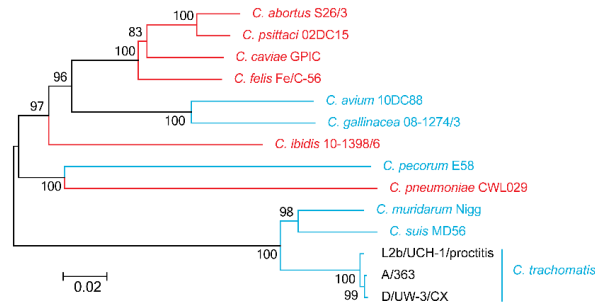 100
C. abortus S26/3
83
C. psittaci 02DC15
100
C. caviae GPIC
96
C. felis Fe/C-56
97
C. avium 10DC88
100
C. gallinacea 08-1274/3
C. ibidis 10-1398/6
C. pecorum E58
100
C. pneumoniae CWL029
98
C. muridarum Nigg
C. suis MD56
100
L2b/UCH-1/proctitis
100
A/363
C. trachomatis
99
D/UW-3/CX
0.02